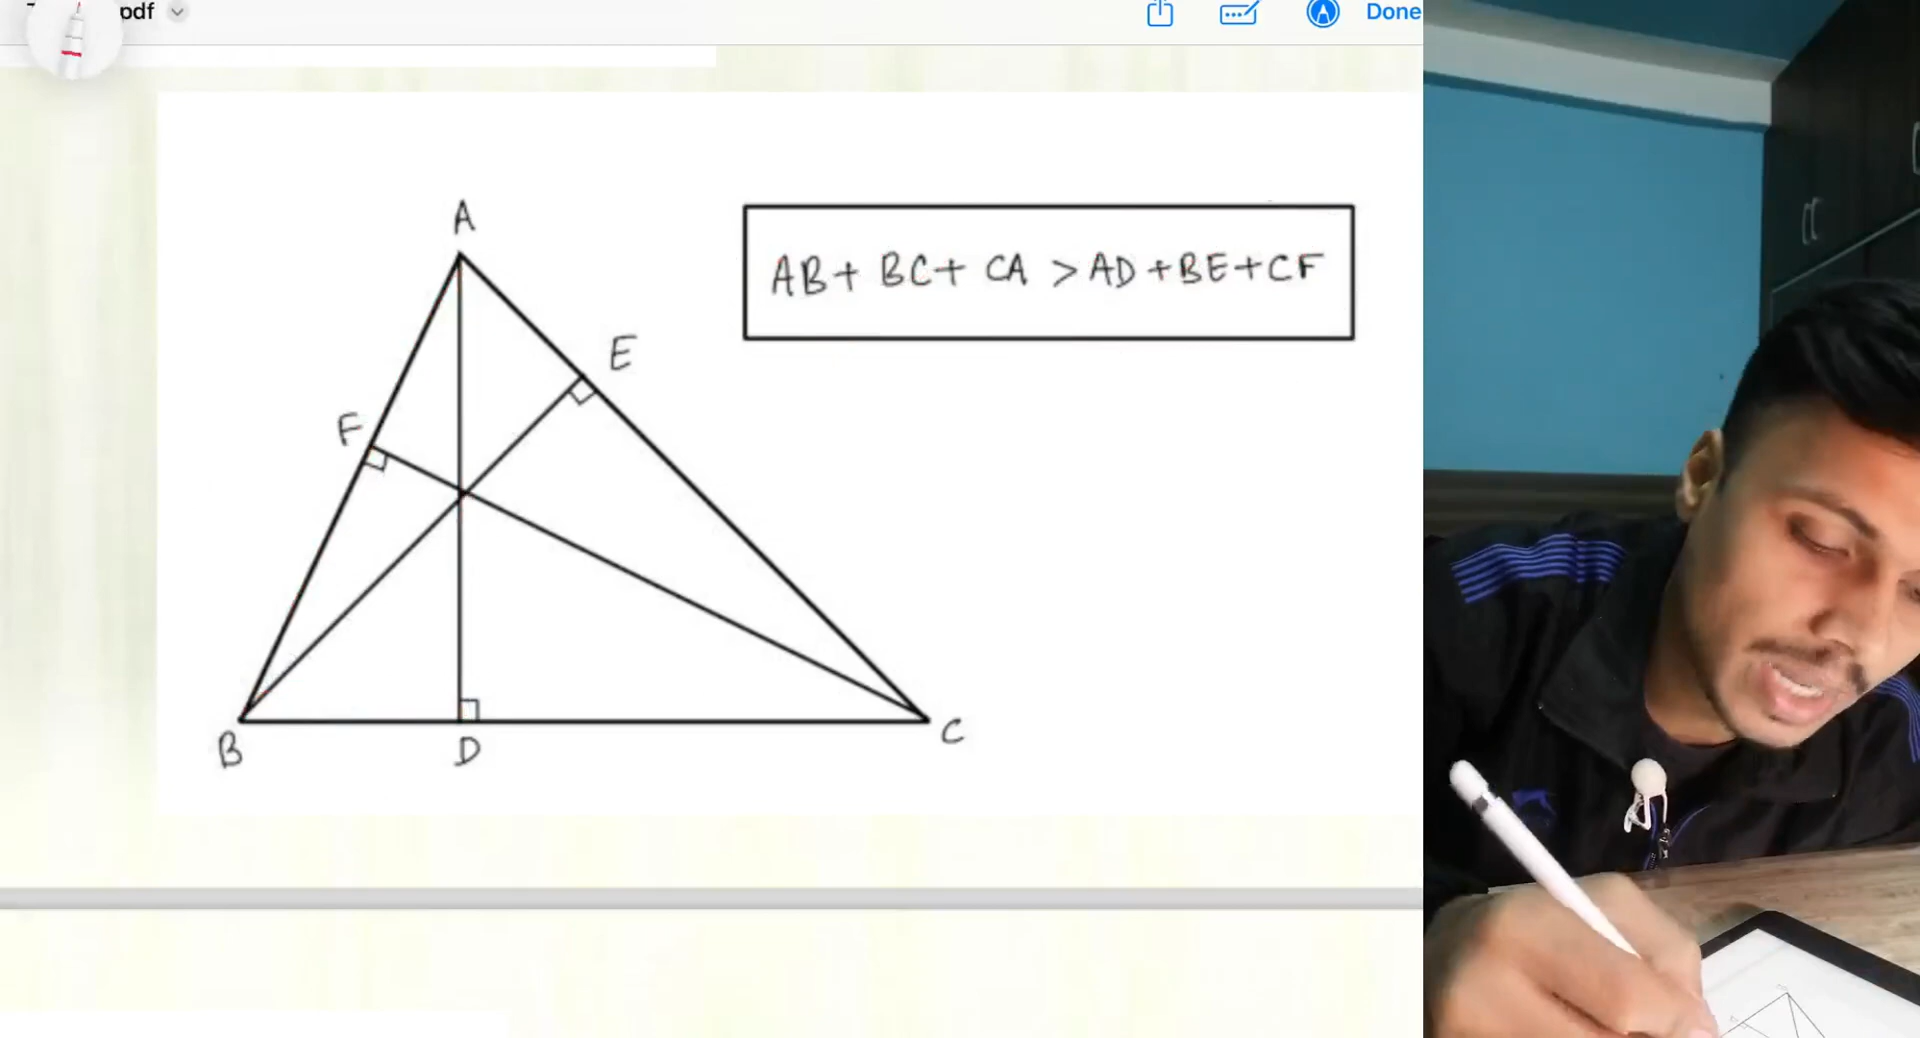 pdf
Done
A
AB + BC + CA > AD + BE + CF
E
F
B
D
C